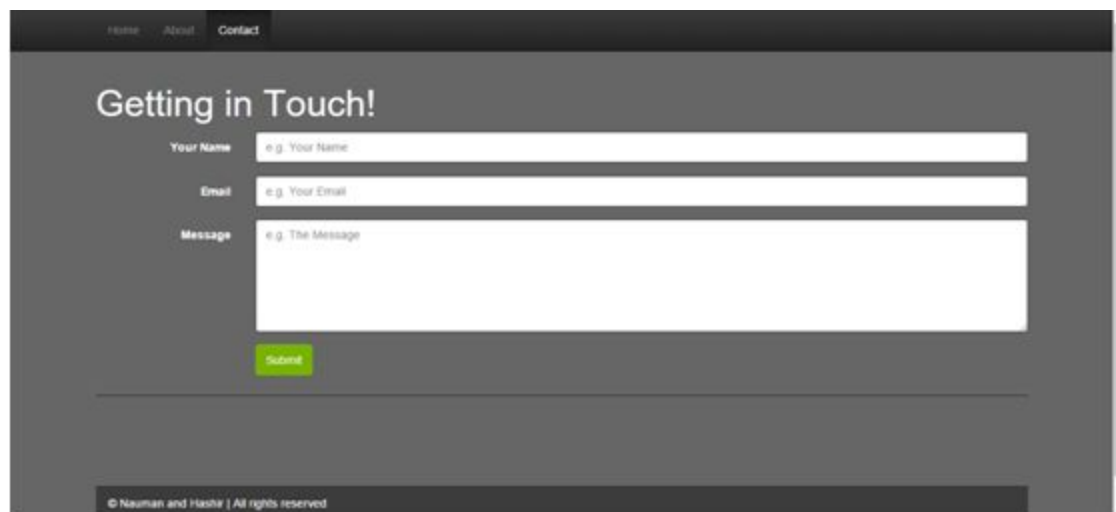 Home About Contact
Getting in Touch!
Your Name e.g. Your Name
Email e.g. Your Email
Message e.g. The Message
Submit
© Nauman and Hashir | All rights reserved